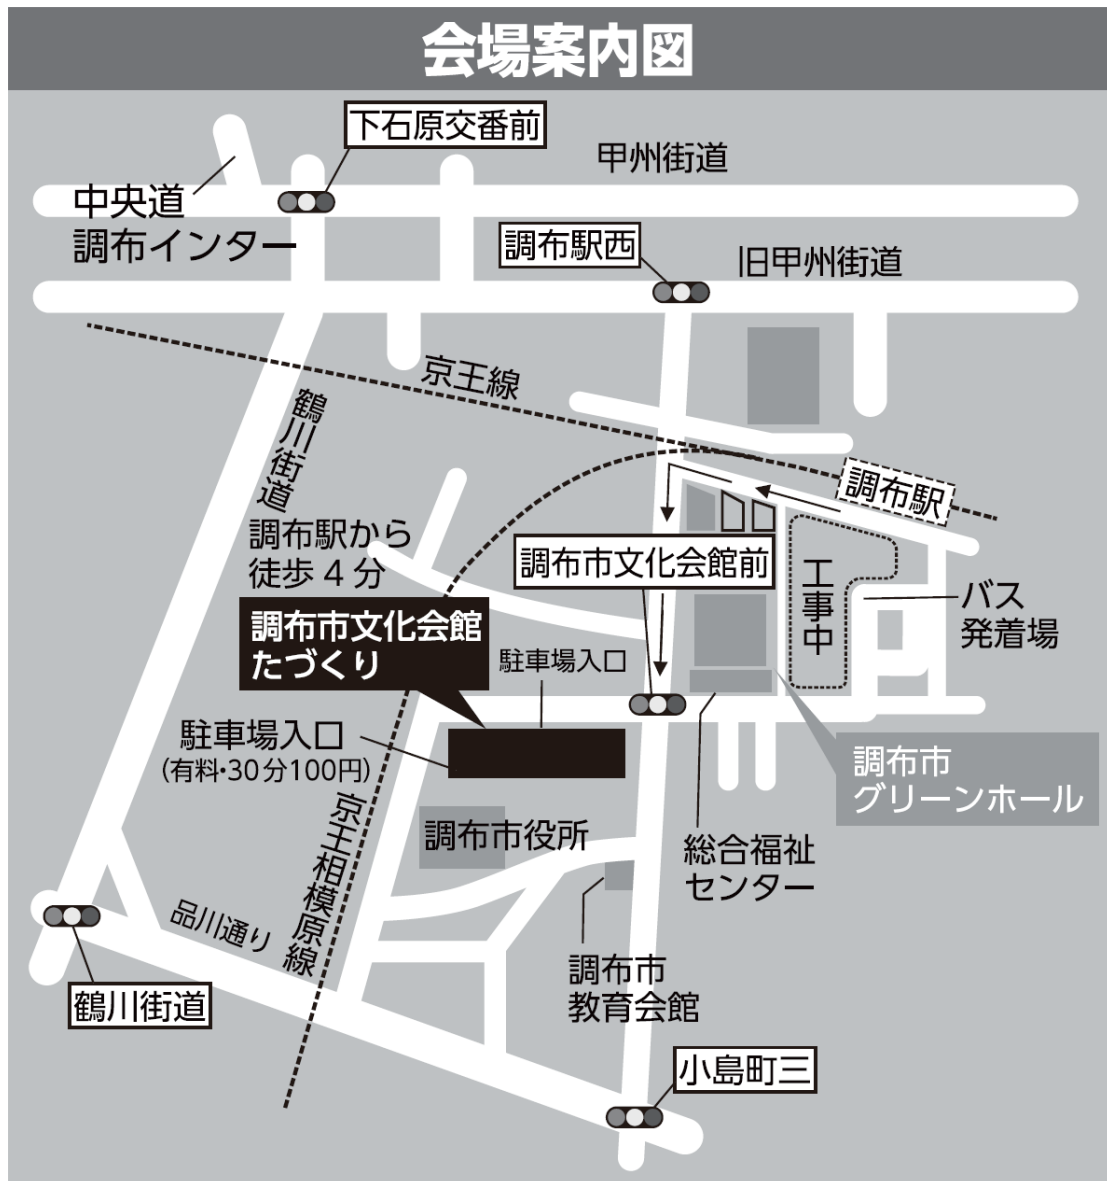 会場案内図
下石原交番前
甲州街道
中央道
調布インター
調布駅西
旧甲州街道
京王線
鶴川街道
調布駅
調布駅から
徒歩4分
調布市文化会館前
工事中
バス
発着場
調布市文化会館
たづくり
駐車場入口
駐車場入口
(有料・30分100円)
調布市
グリーンホール
京王相模原線
調布市役所
総合福祉
センター
品川通り
調布市
教育会館
鶴川街道
小島町三